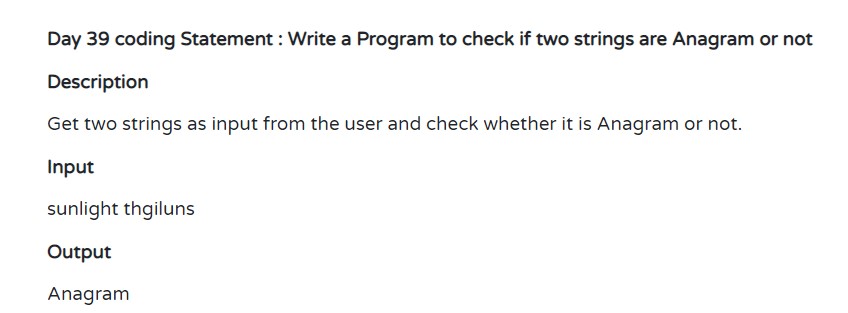 Day 39 coding Statement : Write a Program to check if two strings are Anagram or not
Description
Get two strings as input from the user and check whether it is Anagram or not.
Input
sunlight thgiluns
Output
Anagram